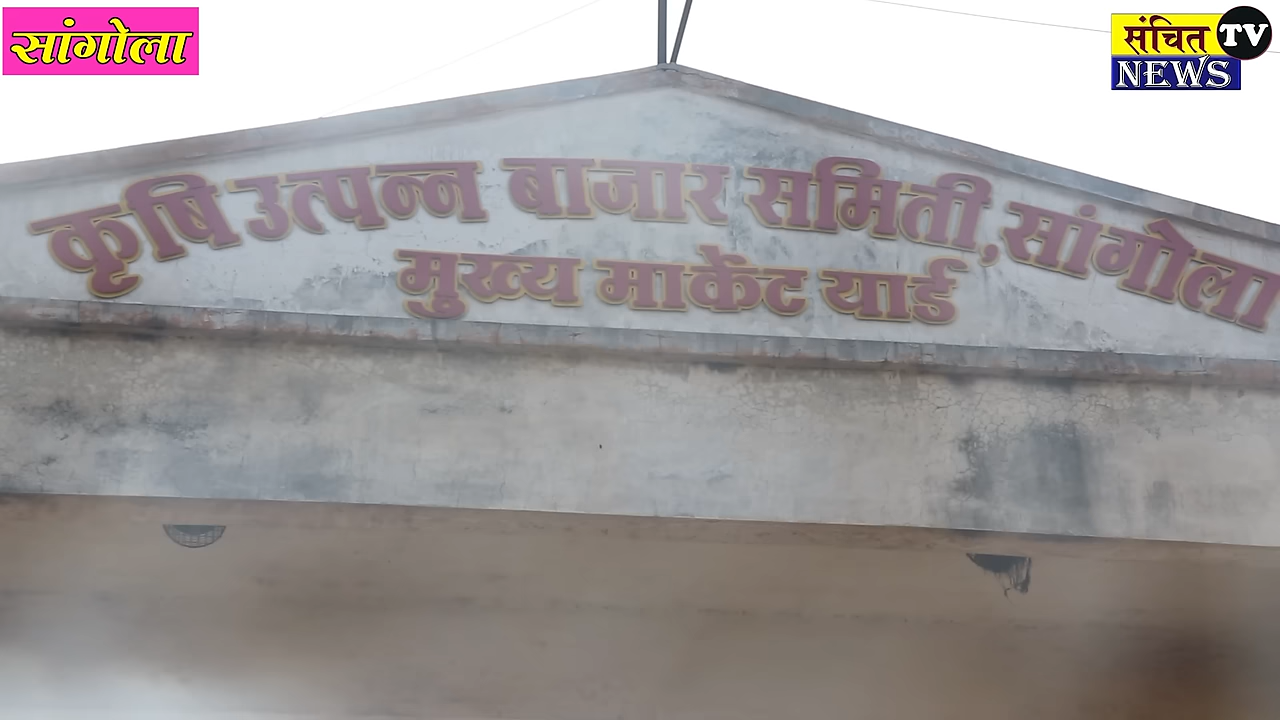 सांगोला
संचित TV
NEWS
कृषि उत्पन्न बाजार समिती, सांगोला
मुख्य मार्केट यार्ड